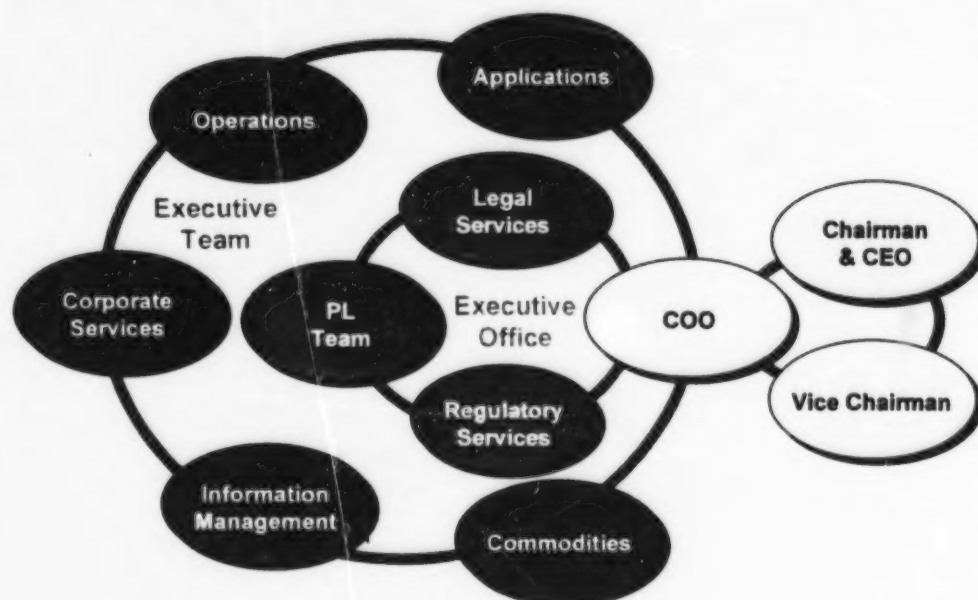 Applications
Operations
Legal
Services
Executive
Team
Chairman
& CEO
Corporate
Services
PL
Team
Executive
Office
COO
Vice Chairman
Regulatory
Services
Information
Management
Commodities